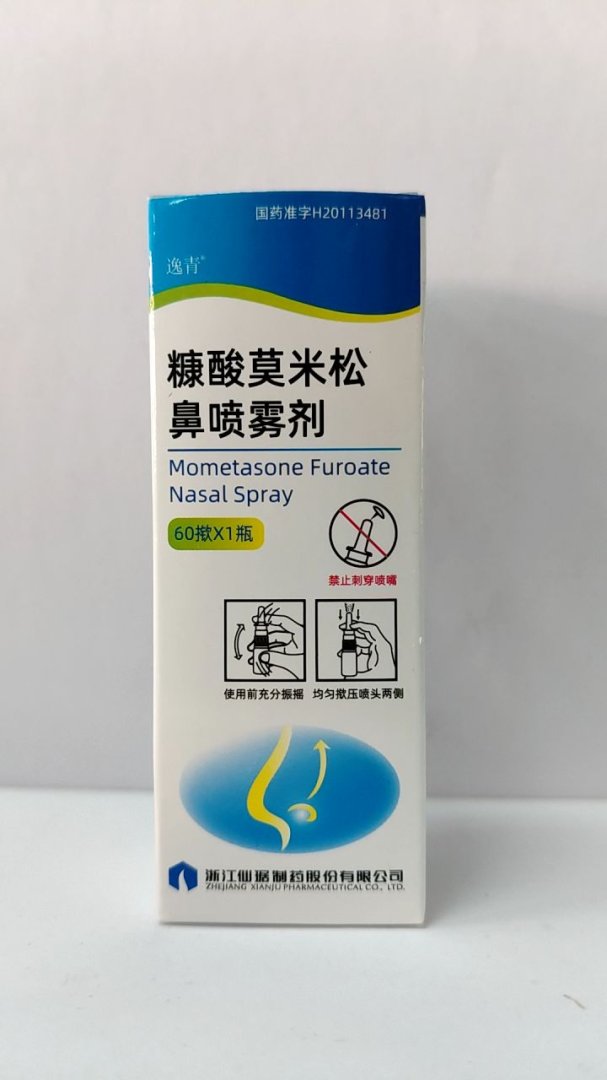 国药准字H20113481
逸青®
糠酸莫米松
鼻喷雾剂
Mometasone Furoate
Nasal Spray
60揿X1瓶
禁止刺穿喷嘴
使用前充分振摇 均匀揿压喷头两侧
浙江仙琚制药股份有限公司
ZHEJIANG XIANJU PHARMACEUTICAL CO., LTD.